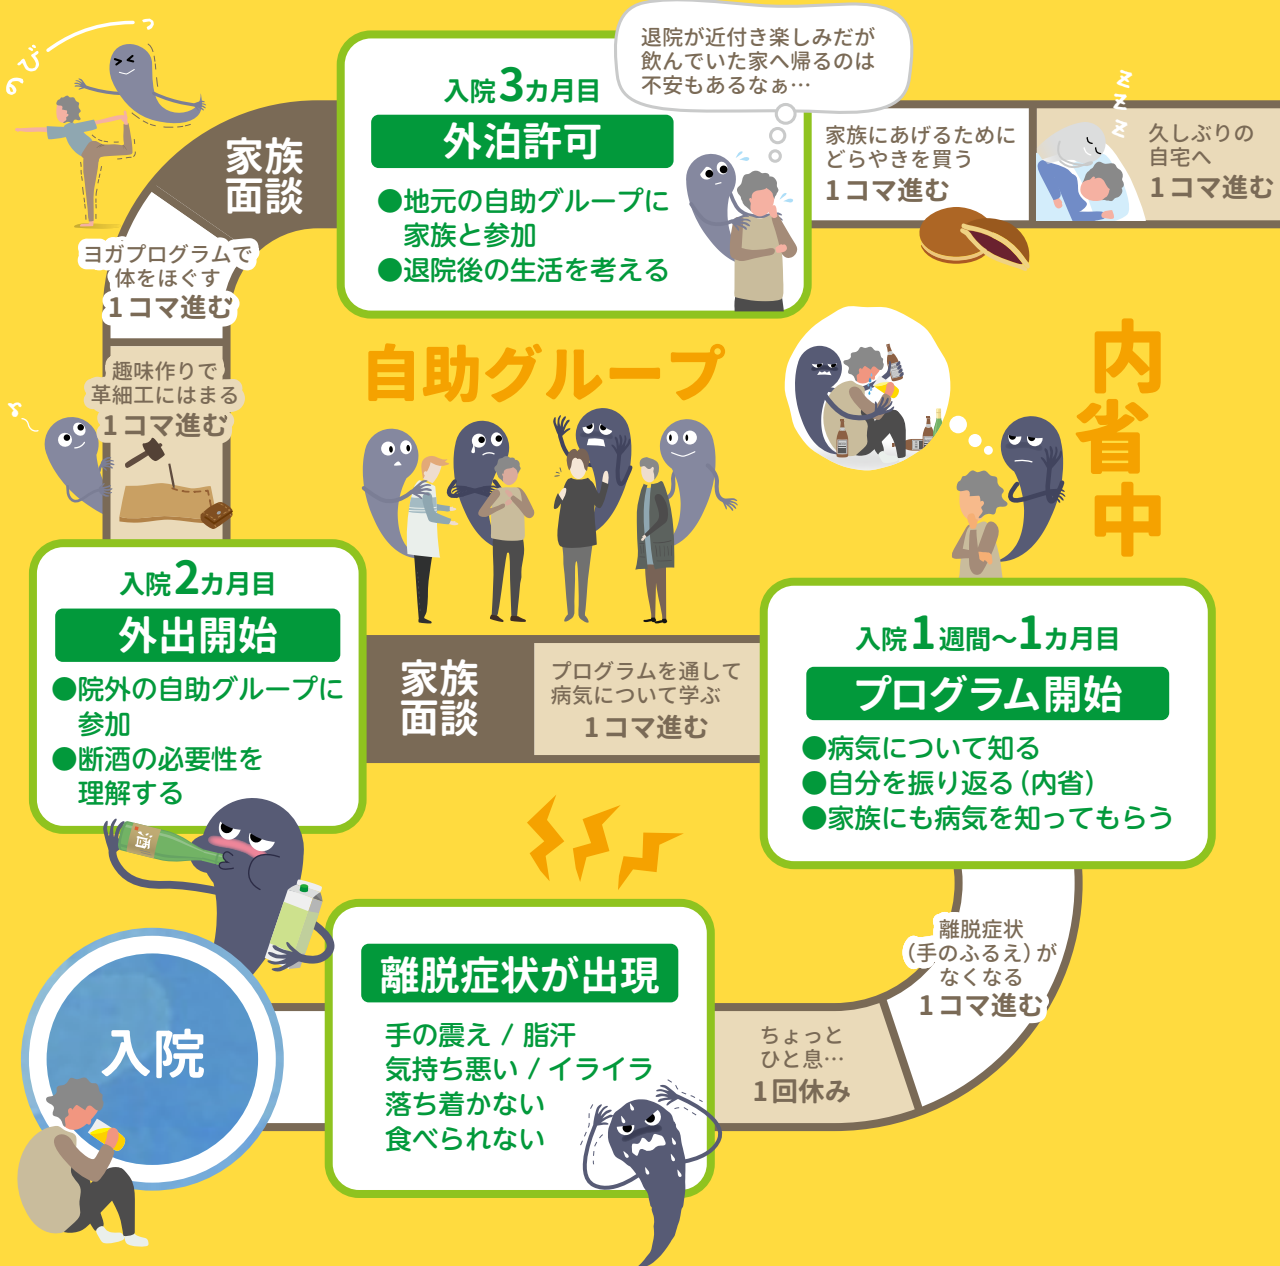 のび
っ
家族
面談
入院3カ月目
外泊許可
●地元の自助グループに
家族と参加
●退院後の生活を考える
退院が近付き楽しみだが
飲んでいた家へ帰るのは
不安もあるなぁ…
家族にあげるために
どらやきを買う
1コマ進む
z
z
z
久しぶりの
自宅へ
1コマ進む
ヨガプログラムで
体をほぐす
1コマ進む
趣味作りで
革細工にはまる
1コマ進む
♪
自助グループ
内省中
入院2カ月目
外出開始
●院外の自助グループに
参加
●断酒の必要性を
理解する
家族
面談
プログラムを通して
病気について学ぶ
1コマ進む
入院1週間～1カ月目
プログラム開始
●病気について知る
●自分を振り返る（内省）
●家族にも病気を知ってもらう
酒
離脱症状
（手のふるえ）が
なくなる
1コマ進む
離脱症状が出現
手の震え / 脂汗
気持ち悪い / イライラ
落ち着かない
食べられない
ちょっと
ひと息…
1回休み
入院